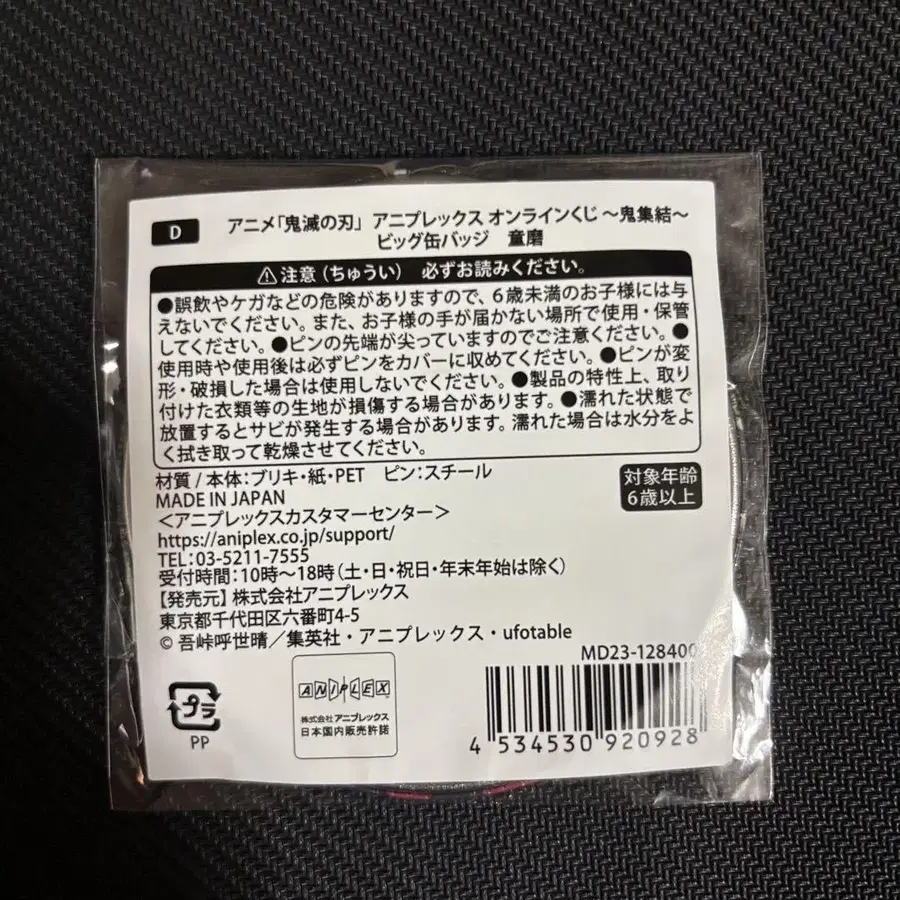 D
アニメ「鬼滅の刃」 アニプレックス オンラインくじ ～鬼集結～
ビッグ缶バッジ　童磨
⚠注意（ちゅうい） 必ずお読みください。
●誤飲やケガなどの危険がありますので、6歳未満のお子様には与
えないでください。また、お子様の手が届かない場所で使用・保管
してください。●ピンの先端が尖っていますのでご注意ください。●
使用時や使用後は必ずピンをカバーに収めてください。●ピンが変
形・破損した場合は使用しないでください。●製品の特性上、取り
付けた衣類等の生地が損傷する場合があります。●濡れた状態で
放置するとサビが発生する場合があります。濡れた場合は水分をよ
く拭き取って乾燥させてください。
材質 / 本体：ブリキ・紙・PET　ピン：スチール
MADE IN JAPAN
対象年齢
6歳以上
＜アニプレックスカスタマーセンター＞
https://aniplex.co.jp/support/
TEL：03-5211-7555
受付時間：10時～18時（土・日・祝日・年末年始は除く）
【発売元】株式会社アニプレックス
東京都千代田区六番町4-5
© 吾峠呼世晴／集英社・アニプレックス・ufotable
MD23-128400
プラ
PP
ANIPLEX
株式会社アニプレックス
日本国内販売許諾
4 534530 920928